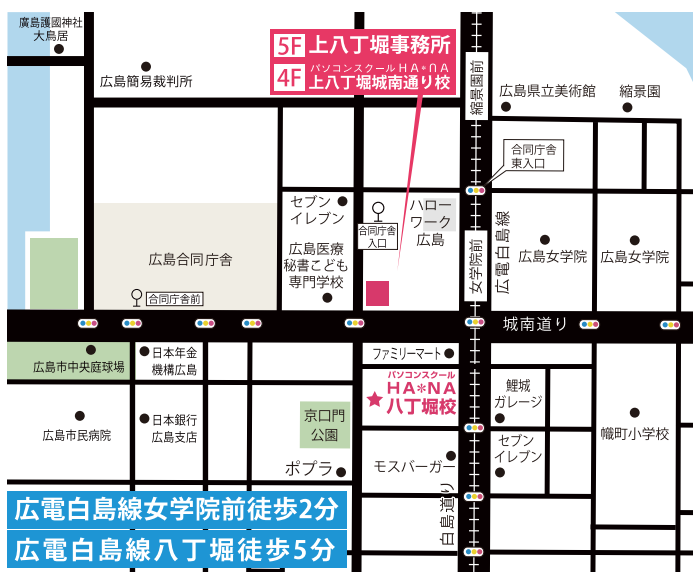 廣島護國神社
大鳥居
広島簡易裁判所
5F 上八丁堀事務所
4F パソコンスクールHA*NA
上八丁堀城南通り校
縮景園前
広島県立美術館
縮景園
合同庁舎
東入口
セブン
イレブン
合同庁舎
入口
ハロー
ワーク
広島
広島合同庁舎
広島医療
秘書こども
専門学校
女学院前
広電白島線
広島女学院
広島女学院
合同庁舎前
城南道り
広島市中央庭球場
日本年金
機構広島
ファミリーマート
パソコンスクール
HA*NA
八丁堀校
鯉城
ガレージ
広島市民病院
日本銀行
広島支店
京口門
公園
セブン
イレブン
幟町小学校
ポプラ
モスバーガー
白島道り
広電白島線女学院前徒歩2分
広電白島線八丁堀徒歩5分